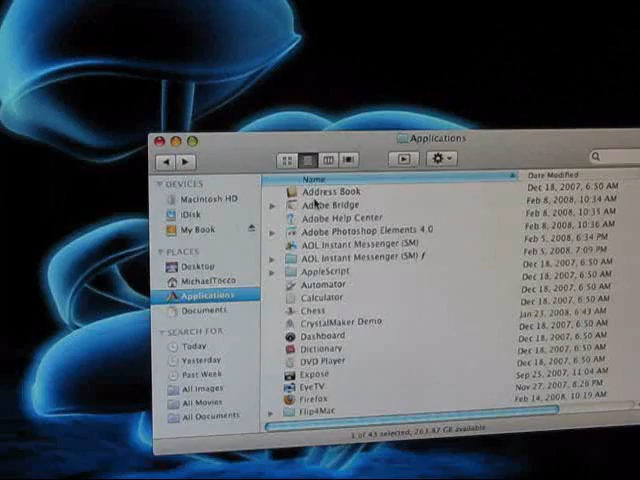 Applications
Name Date Modified
DEVICES
Macintosh HD
iDisk
My Book
PLACES
Desktop
MichaelTocco
Applications
Documents
SEARCH FOR
Today
Yesterday
Past Week
All Images
All Movies
All Documents
Address Book Dec 18, 2007, 6:50 AM
Adobe Bridge Feb 8, 2008, 10:34 AM
Adobe Help Center Feb 8, 2008, 10:35 AM
Adobe Photoshop Elements 4.0 Feb 8, 2008, 10:36 AM
AOL Instant Messenger (SM) Feb 5, 2008, 6:34 PM
AOL Instant Messenger (SM) ƒ Feb 5, 2008, 7:09 PM
AppleScript Dec 18, 2007, 6:50 AM
Automator Dec 18, 2007, 6:50 AM
Calculator Dec 18, 2007, 6:50 AM
Chess Dec 18, 2007, 6:50 AM
CrystalMaker Demo Jan 23, 2008, 6:43 AM
Dashboard Dec 18, 2007, 6:50 AM
Dictionary Dec 18, 2007, 6:50 AM
DVD Player Dec 18, 2007, 6:50 AM
Exposé Sep 25, 2007, 11:04 AM
EyeTV Nov 27, 2007, 8:26 PM
Firefox Feb 14, 2008, 10:19 AM
Flip4Mac
1 of 43 selected, 263.87 GB available